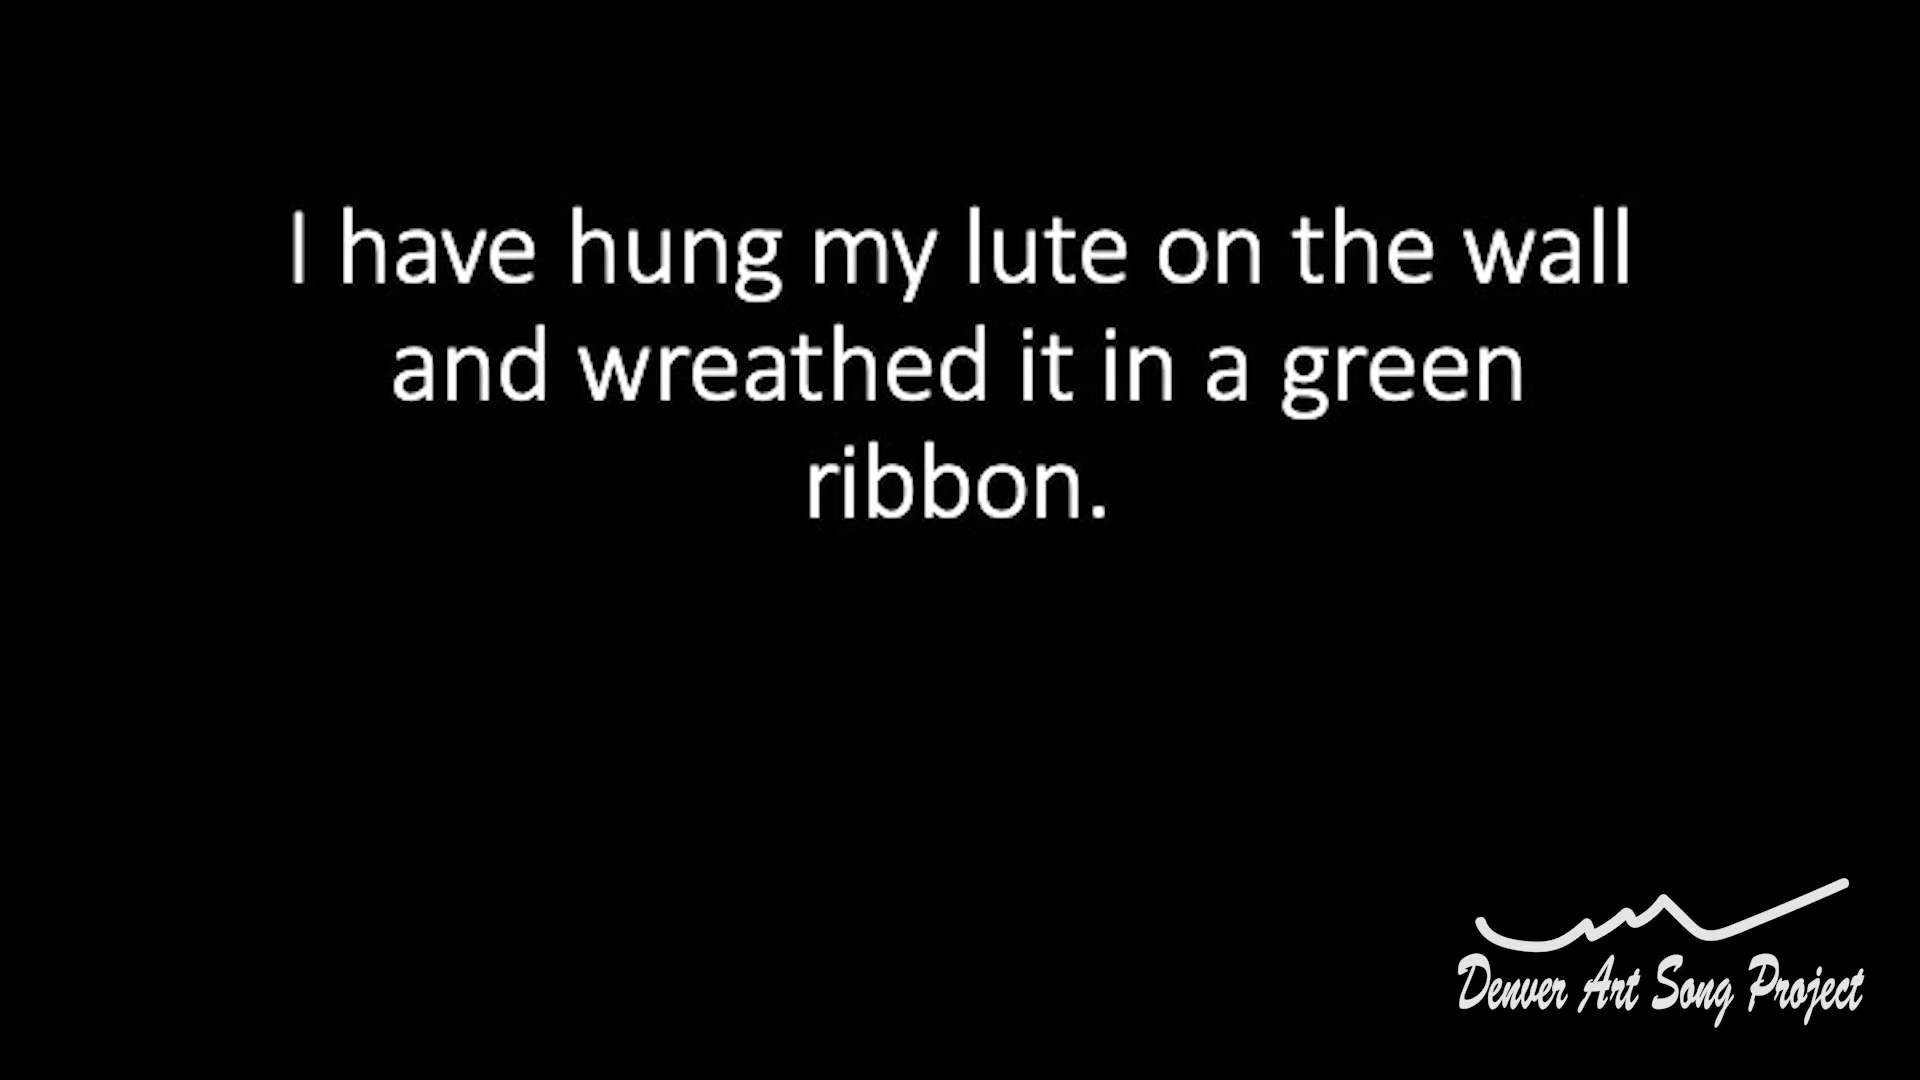 I have hung my lute on the wall
and wreathed it in a green
ribbon.
Denver Art Song Project